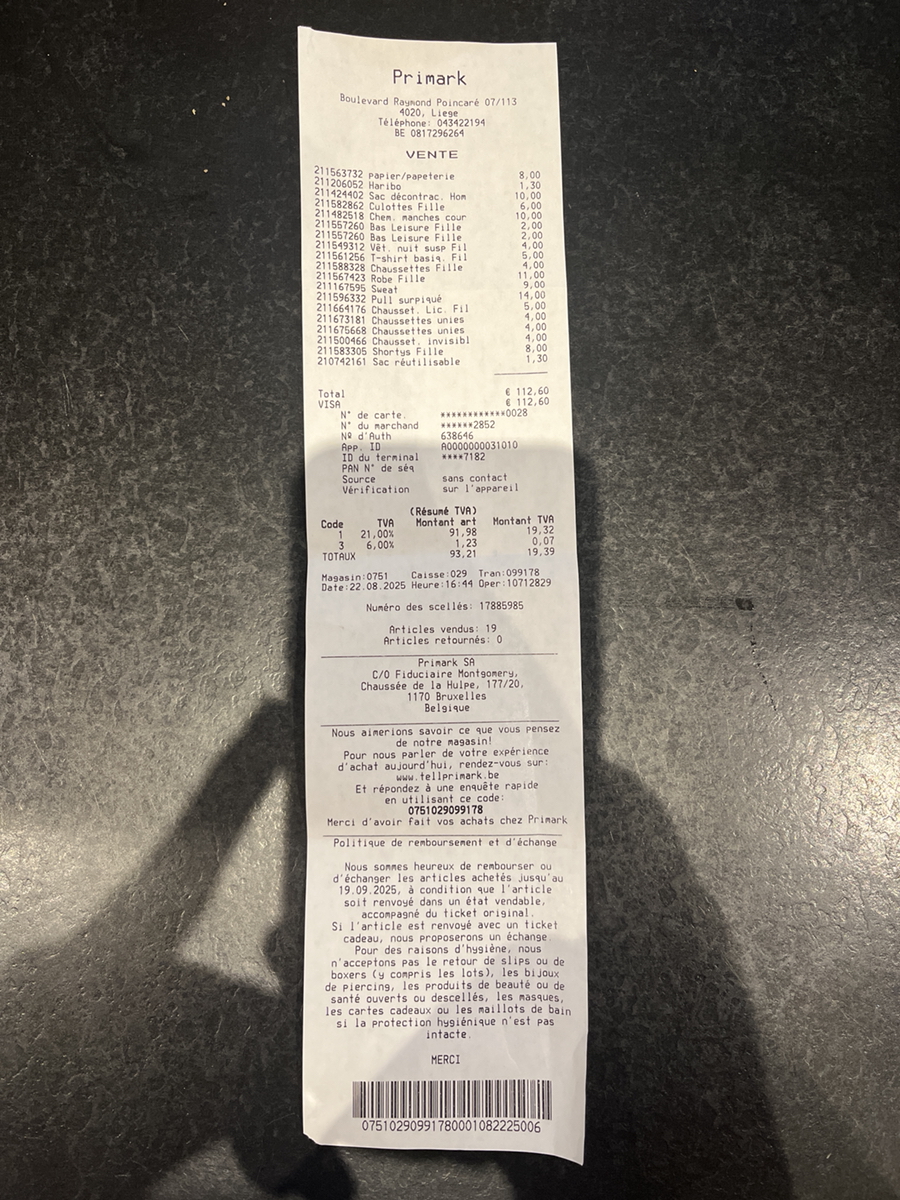 Primark
Boulevard Raymond Poincaré 07/113
4020, Liege
Téléphone: 043422194
BE 0817296264
VENTE
211563732 papier/papeterie 8,00
211206052 Haribo 1,30
211424402 Sac décontrac. Hom 10,00
211582862 Culottes Fille 6,00
211482518 Chem. manches cour 10,00
211557260 Bas Leisure Fille 2,00
211557260 Bas Leisure Fille 2,00
211549312 Vêt. nuit susp Fil 4,00
211561256 T-shirt basiq. Fil 5,00
211588328 Chaussettes Fille 4,00
211567423 Robe Fille 11,00
211167595 Sweat 9,00
211596332 Pull surpiqué 14,00
211664176 Chausset. Lic. Fil 5,00
211673181 Chaussettes unies 4,00
211675668 Chaussettes unies 4,00
211500466 Chausset. invisibl 4,00
211583305 Shortys Fille 8,00
210742161 Sac réutilisable 1,30
Total € 112,60
VISA € 112,60
N° de carte. ************0028
N° du marchand ******2852
Nº d'Auth 638646
App. ID A0000000031010
ID du terminal ****7182
PAN N° de séq
Source sans contact
Vérification sur l'appareil
(Résumé TVA)
Code TVA Montant art Montant TVA
1 21,00% 91,98 19,32
3 6,00% 1,23 0,07
TOTAUX 93,21 19,39
Magasin:0751 Caisse:029 Tran:099178
Date:22.08.2025 Heure:16:44 Oper:10712829
Numéro des scellés: 17885985
Articles vendus: 19
Articles retournés: 0
Primark SA
C/O Fiduciaire Montgomery,
Chaussée de la Hulpe, 177/20,
1170 Bruxelles
Belgique
Nous aimerions savoir ce que vous pensez
de notre magasin!
Pour nous parler de votre expérience
d'achat aujourd'hui, rendez-vous sur:
www.tellprimark.be
Et répondez à une enquête rapide
en utilisant ce code:
0751029099178
Merci d'avoir fait vos achats chez Primark
Politique de remboursement et d'échange
Nous sommes heureux de rembourser ou
d'échanger les articles achetés jusqu'au
19.09.2025, à condition que l'article
soit renvoyé dans un état vendable,
accompagné du ticket original.
Si l'article est renvoyé avec un ticket
cadeau, nous proposerons un échange.
Pour des raisons d'hygiène, nous
n'acceptons pas le retour de slips ou de
boxers (y compris les lots), les bijoux
de piercing, les produits de beauté ou de
santé ouverts ou descellés, les masques,
les cartes cadeaux ou les maillots de bain
si la protection hygiénique n'est pas
intacte.
MERCI
07510290991780001082225006